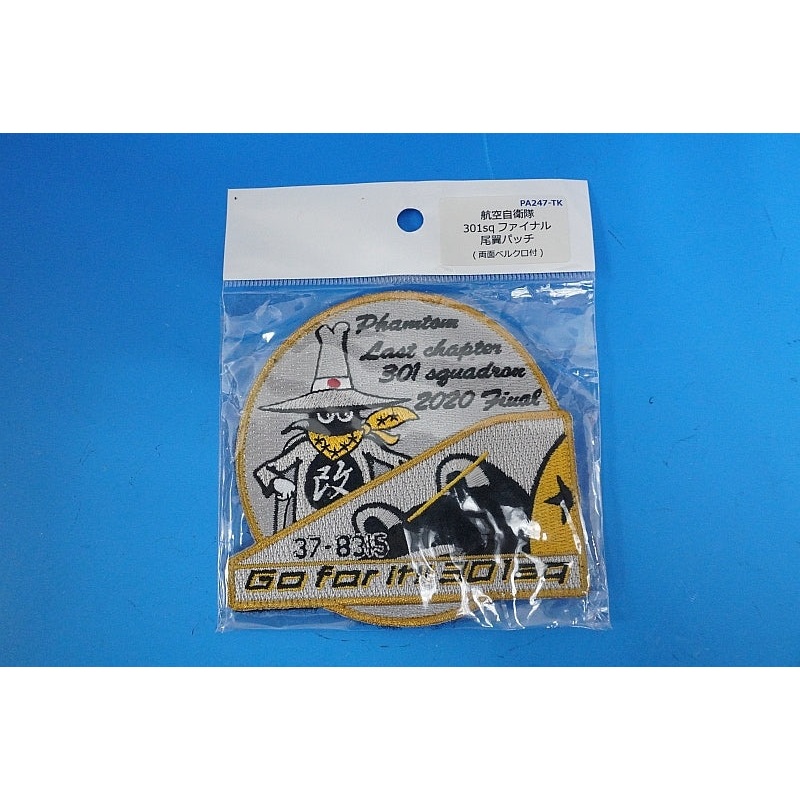 PA247-TK
航空自衛隊
301sq ファイナル
尾翼パッチ
(両面ベルクロ付)
Phamtom
Last chapter
301 squadron
2020 Final
改
37-8315
Go for it!! 301sq